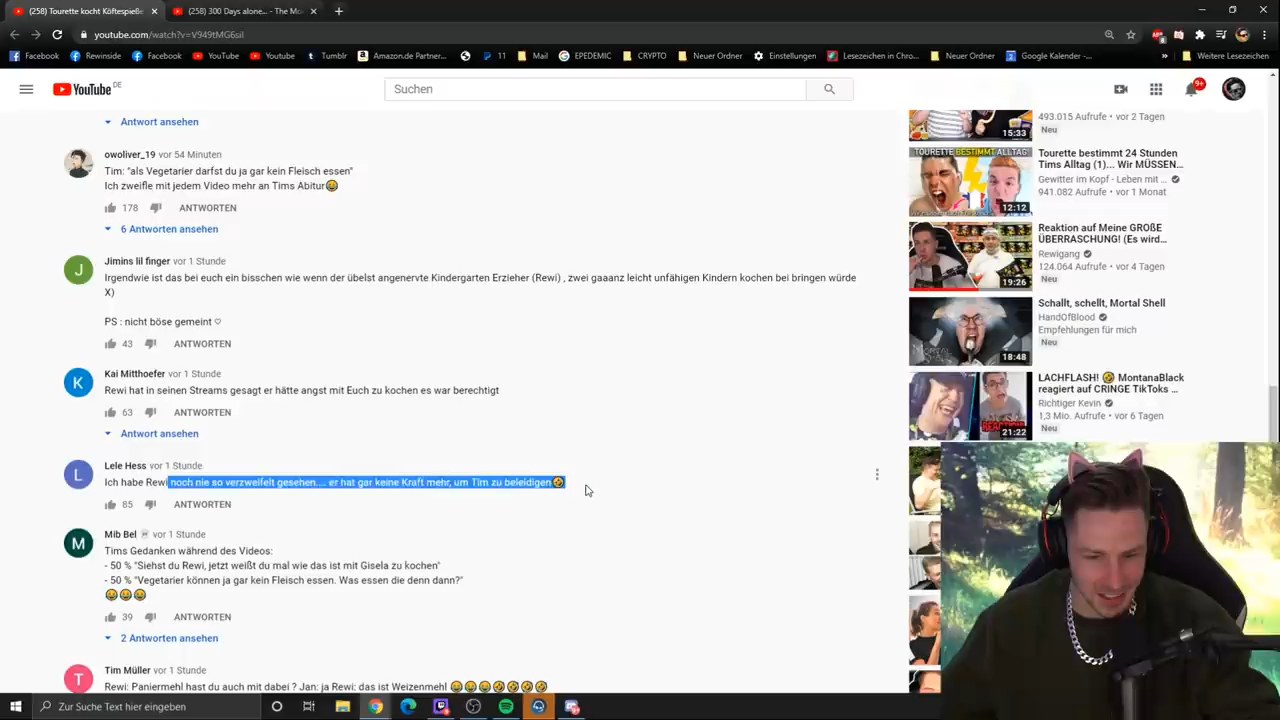 (258) Tourette kocht Köftespieße
(258) 300 Days alone... - The Mo
youtube.com/watch?v=V949tMG6siI
Facebook
Rewinside
Facebook
Youtube
Youtube
Tumblr
Amazon.de Partner...
11
Mail
EPEDEMIC
CRYPTO
Neuer Ordner
Einstellungen
Lesezeichen in Chro...
Neuer Ordner
Google Kalender -...
»
Weitere Lesezeichen
YouTube DE
Suchen
9+
Antwort ansehen
owoliver_19 vor 54 Minuten
Tim: "als Vegetarier darfst du ja gar kein Fleisch essen"
Ich zweifle mit jedem Video mehr an Tims Abitur😂
178 ANTWORTEN
6 Antworten ansehen
J
Jimins lil finger vor 1 Stunde
Irgendwie ist das bei euch ein bisschen wie wenn der übelst angenervte Kindergarten Erzieher (Rewi) , zwei gaaanz leicht unfähigen Kindern kochen bei bringen würde
X)
PS : nicht böse gemeint ♡
43 ANTWORTEN
K
Kai Mitthoefer vor 1 Stunde
Rewi hat in seinen Streams gesagt er hätte angst mit Euch zu kochen es war berechtigt
63 ANTWORTEN
Antwort ansehen
L
Lele Hess vor 1 Stunde
Ich habe Rewi noch nie so verzweifelt gesehen.... er hat gar keine Kraft mehr, um Tim zu beleidigen🤣
85 ANTWORTEN
M
Mib Bel vor 1 Stunde
Tims Gedanken während des Videos:
- 50 % "Siehst du Rewi, jetzt weißt du mal wie das ist mit Gisela zu kochen"
- 50 % "Vegetarier können ja gar kein Fleisch essen. Was essen die denn dann?"
😂😂😂
39 ANTWORTEN
2 Antworten ansehen
T
Tim Müller vor 1 Stunde
Rewi: Paniermehl hast du auch mit dabei ? Jan: ja Rewi: das ist Weizenmehl 😂😂😂🤣🤣🤣🤣
493.015 Aufrufe • vor 2 Tagen
Neu
15:33
TOURETTE BESTIMMT ALLTAG!
12:12
Tourette bestimmt 24 Stunden
Tims Alltag (1)... Wir MÜSSEN...
Gewitter im Kopf - Leben mit ...
941.082 Aufrufe • vor 1 Monat
19:26
Reaktion auf Meine GROßE
ÜBERRASCHUNG! (Es wird...
Rewigang
124.064 Aufrufe • vor 4 Tagen
Neu
MORTAL
18:48
Schallt, schellt, Mortal Shell
HandOfBlood
Empfehlungen für mich
Neu
REACTION
21:22
LACHFLASH! 🤣 MontanaBlack
reagiert auf CRINGE TikToks ...
Richtiger Kevin
1,3 Mio. Aufrufe • vor 6 Tagen
Neu
Zur Suche Text hier eingeben